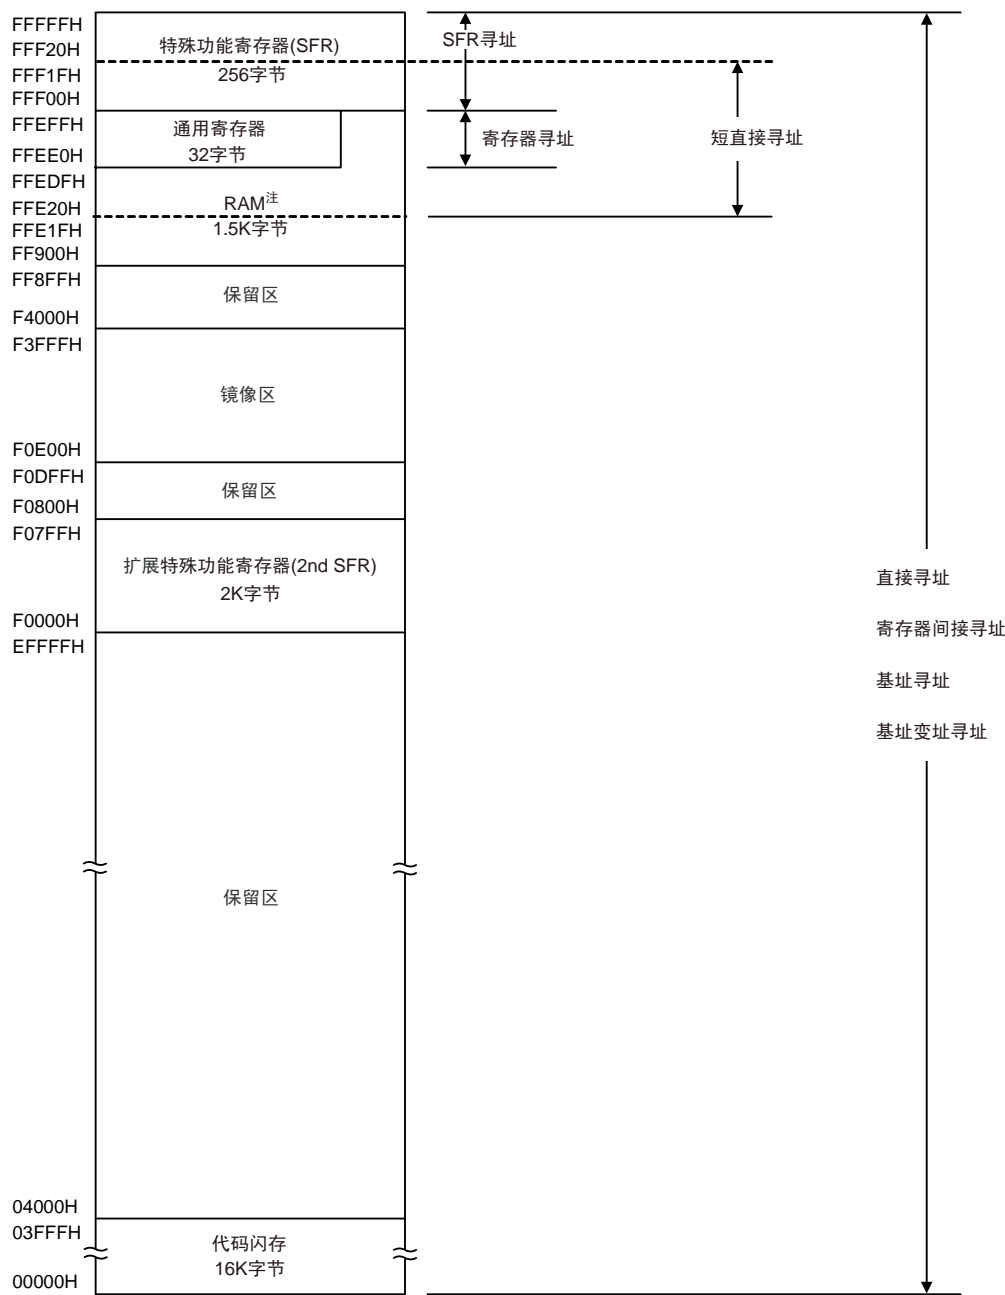 FFFFFH
FFF20H
FFF1FH
FFF00H
FFEFFH
FFEE0H
FFEDFH
FFE20H
FFE1FH
FF900H
FF8FFH
F4000H
F3FFFH
F0E00H
F0DFFH
F0800H
F07FFH
F0000H
EFFFFH
04000H
03FFFH
00000H
特殊功能寄存器(SFR)
256字节
通用寄存器
32字节
RAM注
1.5K字节
保留区
镜像区
保留区
扩展特殊功能寄存器(2nd SFR)
2K字节
保留区
代码闪存
16K字节
SFR寻址
寄存器寻址
短直接寻址
直接寻址
寄存器间接寻址
基址寻址
基址变址寻址